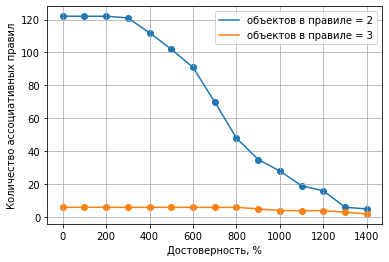 120
100
80
60
40
20
0
Количество ассоциативных правил
объектов в правиле = 2
объектов в правиле = 3
0 200 400 600 800 1000 1200 1400
Достоверность, %